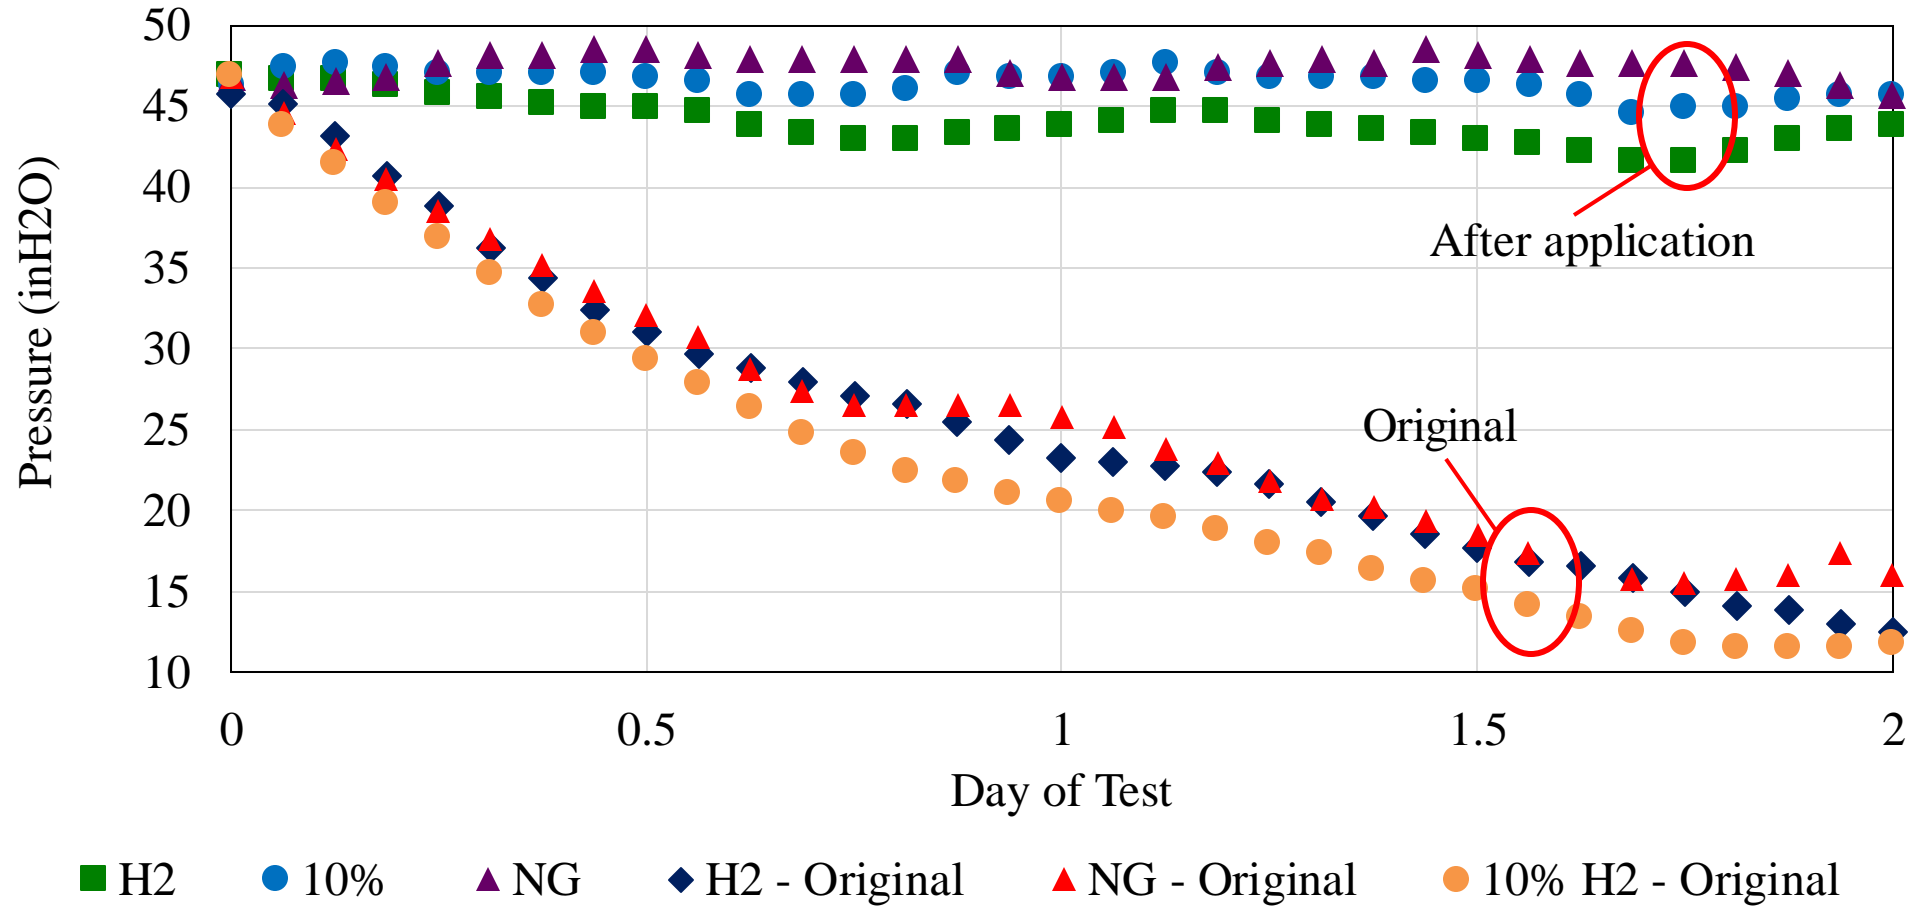 50
45
40
35
30
25
20
15
10
Pressure (inH2O)
After application
Original
0 0.5 1 1.5 2
Day of Test
H2 10% NG H2 - Original NG - Original 10% H2 - Original